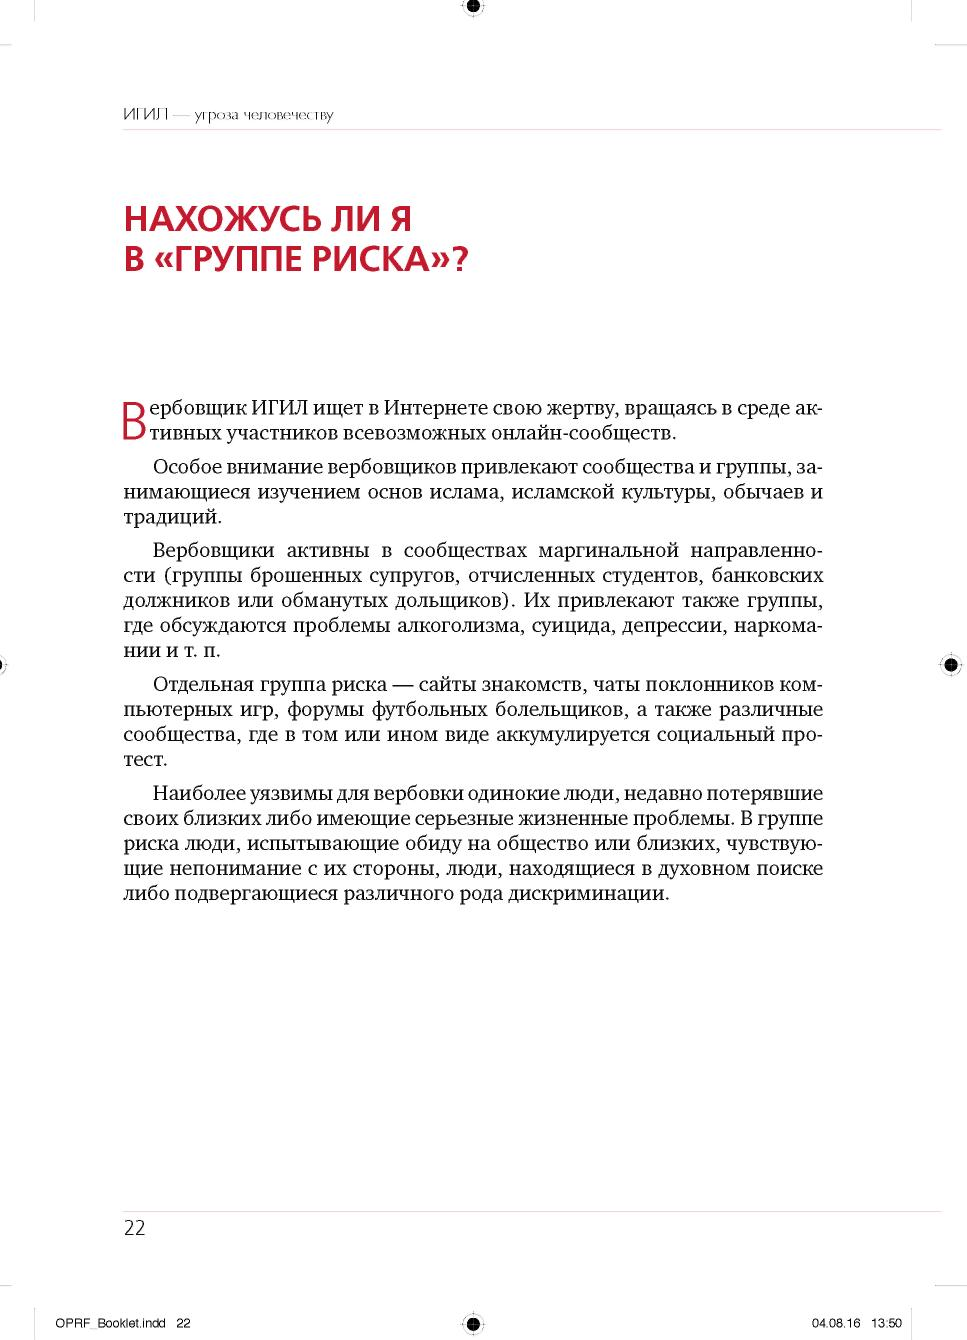 ИГИЛ — угроза человечеству
НАХОЖУСЬ ЛИ Я
В «ГРУППЕ РИСКА»?
Вербовщик ИГИЛ ищет в Интернете свою жертву, вращаясь в среде ак-
тивных участников всевозможных онлайн-сообществ.
Особое внимание вербовщиков привлекают сообщества и группы, за-
нимающиеся изучением основ ислама, исламской культуры, обычаев и
традиций.
Вербовщики активны в сообществах маргинальной направленно-
сти (группы брошенных супругов, отчисленных студентов, банковских
должников или обманутых дольщиков). Их привлекают также группы,
где обсуждаются проблемы алкоголизма, суицида, депрессии, наркома-
нии и т. п.
Отдельная группа риска — сайты знакомств, чаты поклонников ком-
пьютерных игр, форумы футбольных болельщиков, а также различные
сообщества, где в том или ином виде аккумулируется социальный про-
тест.
Наиболее уязвимы для вербовки одинокие люди, недавно потерявшие
своих близких либо имеющие серьезные жизненные проблемы. В группе
риска люди, испытывающие обиду на общество или близких, чувствую-
щие непонимание с их стороны, люди, находящиеся в духовном поиске
либо подвергающиеся различного рода дискриминации.
22
OPRF_Booklet.indd 22
04.08.16 13:50